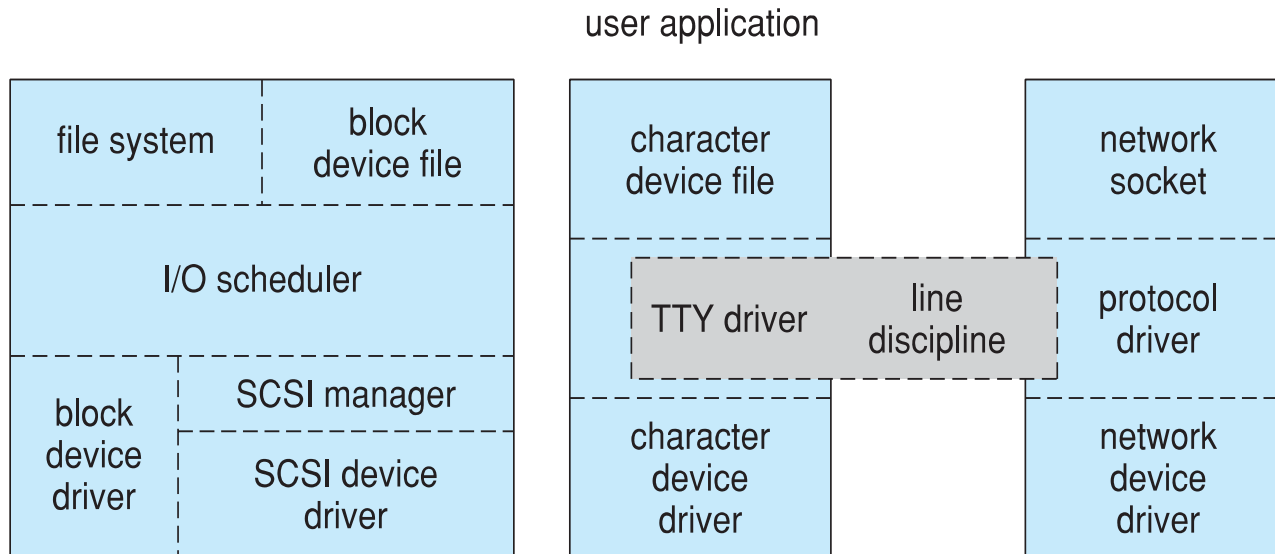 user application
file system
block
device file
I/O scheduler
block
device
driver
SCSI manager
SCSI device
driver
character
device file
TTY driver
line
discipline
character
device
driver
network
socket
protocol
driver
network
device
driver